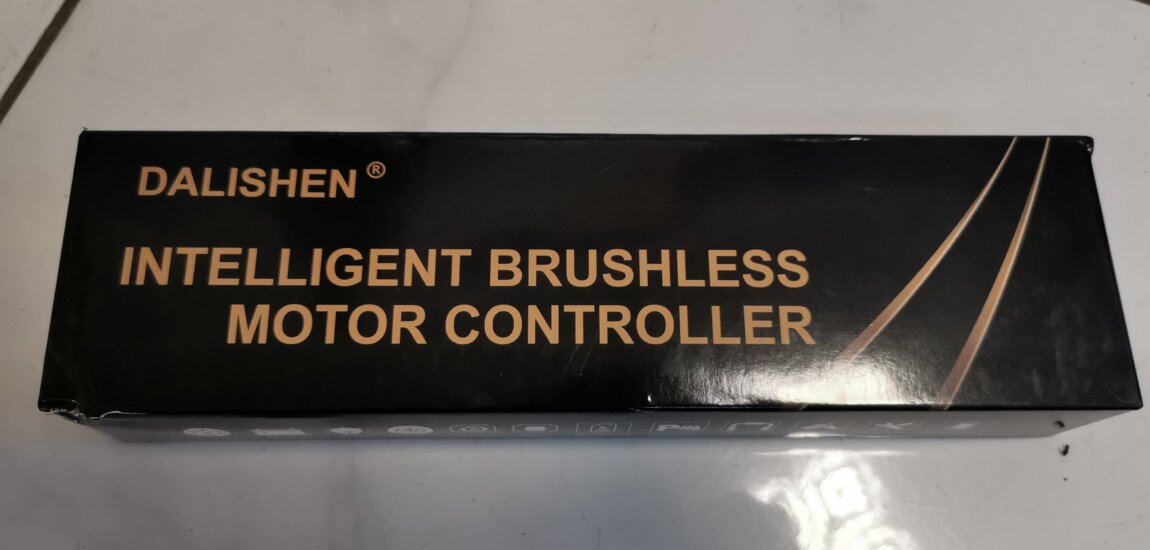 DALISHEN ®
INTELLIGENT BRUSHLESS
MOTOR CONTROLLER